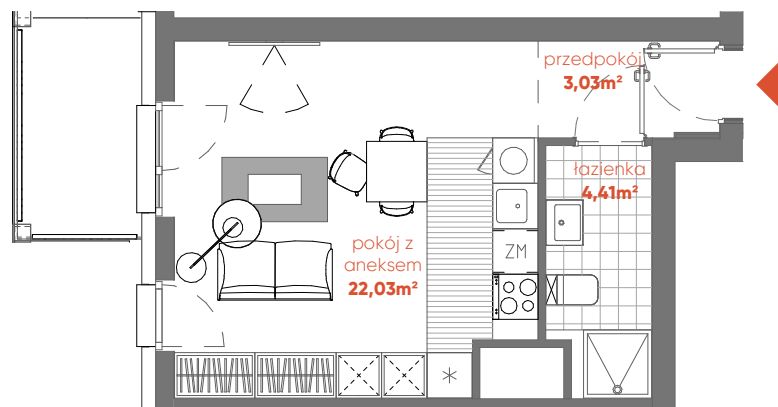 przedpokój
3,03m²
łazienka
4,41m²
pokój z
aneksem
22,03m²
ZM